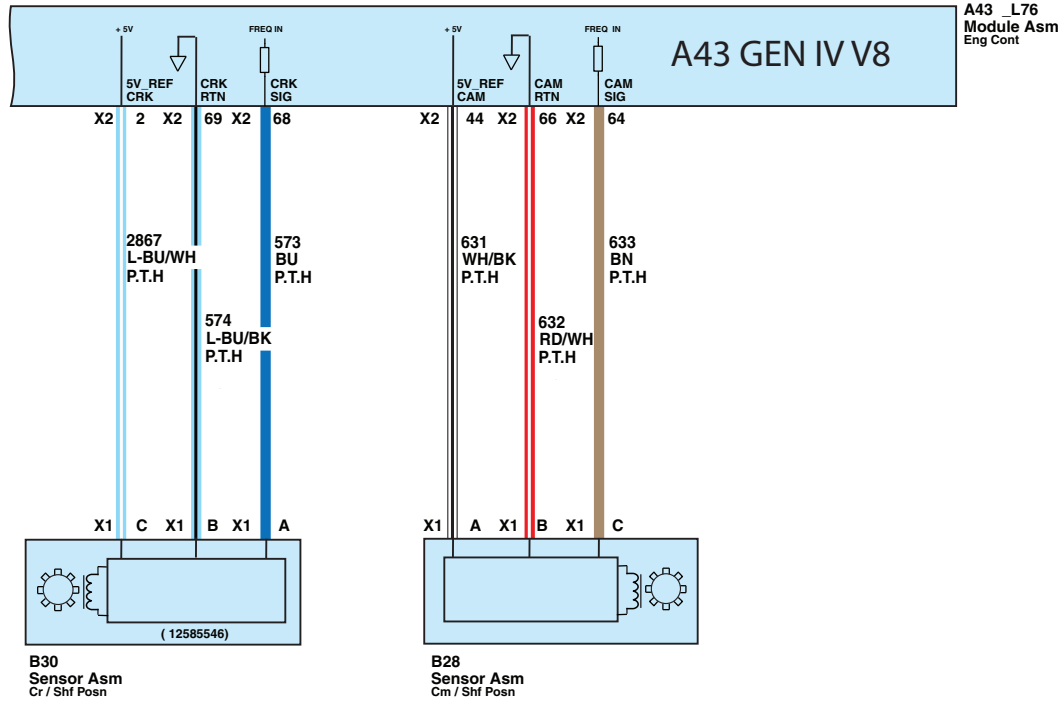 A43 _L76
Module Asm
Eng Cont
+ 5V
FREQ IN
+ 5V
FREQ IN
A43 GEN IV V8
5V_REF
CRK
CRK
RTN
CRK
SIG
5V_REF
CAM
CAM
RTN
CAM
SIG
X2 2 X2 69 X2 68
X2 44 X2 66 X2 64
2867
L-BU/WH
P.T.H
573
BU
P.T.H
631
WH/BK
P.T.H
633
BN
P.T.H
574
L-BU/BK
P.T.H
632
RD/WH
P.T.H
X1 C X1 B X1 A
X1 A X1 B X1 C
( 12585546)
B30
Sensor Asm
Cr / Shf Posn
B28
Sensor Asm
Cm / Shf Posn